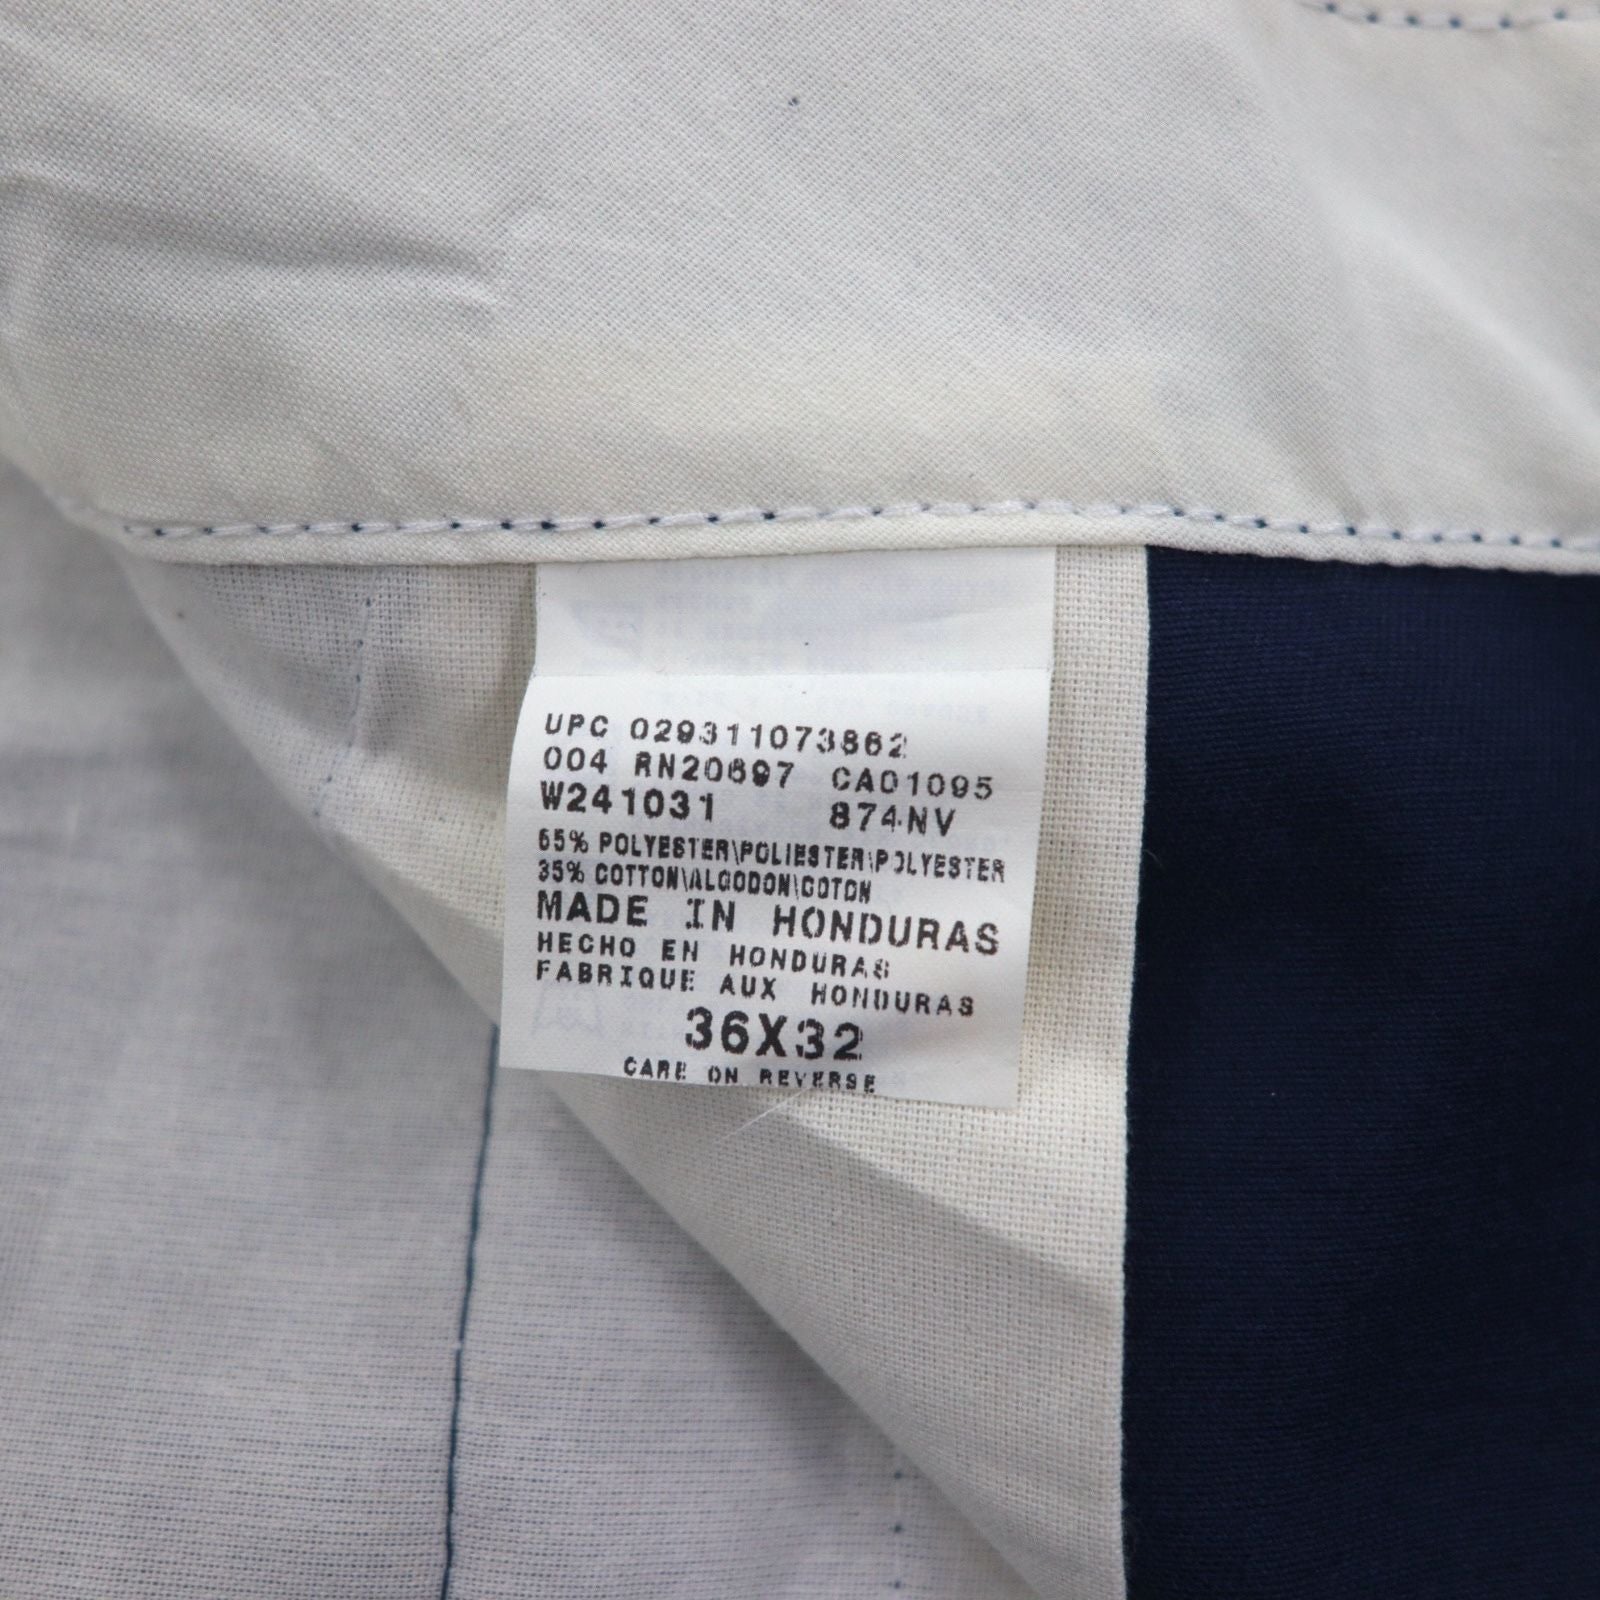 UPC 029311073862
004 RN20697 CA01095
W241031 874NV
65% POLYESTER\POLIESTER\POLYESTER
35% COTTON\ALGODON\COTON
MADE IN HONDURAS
HECHO EN HONDURAS
FABRIQUE AUX HONDURAS
36X32
CARE ON REVERSE